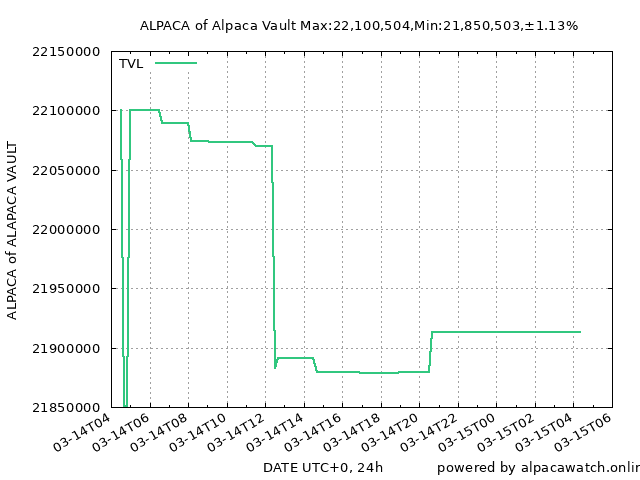 ALPACA of Alpaca Vault Max:22,100,504,Min:21,850,503,±1.13%
TVL
ALPACA of ALAPACA VAULT
22150000
22100000
22050000
22000000
21950000
21900000
21850000
03-14T04
03-14T06
03-14T08
03-14T10
03-14T12
03-14T14
03-14T16
03-14T18
03-14T20
03-14T22
03-15T00
03-15T02
03-15T04
03-15T06
DATE UTC+0, 24h
powered by alpacawatch.onlin